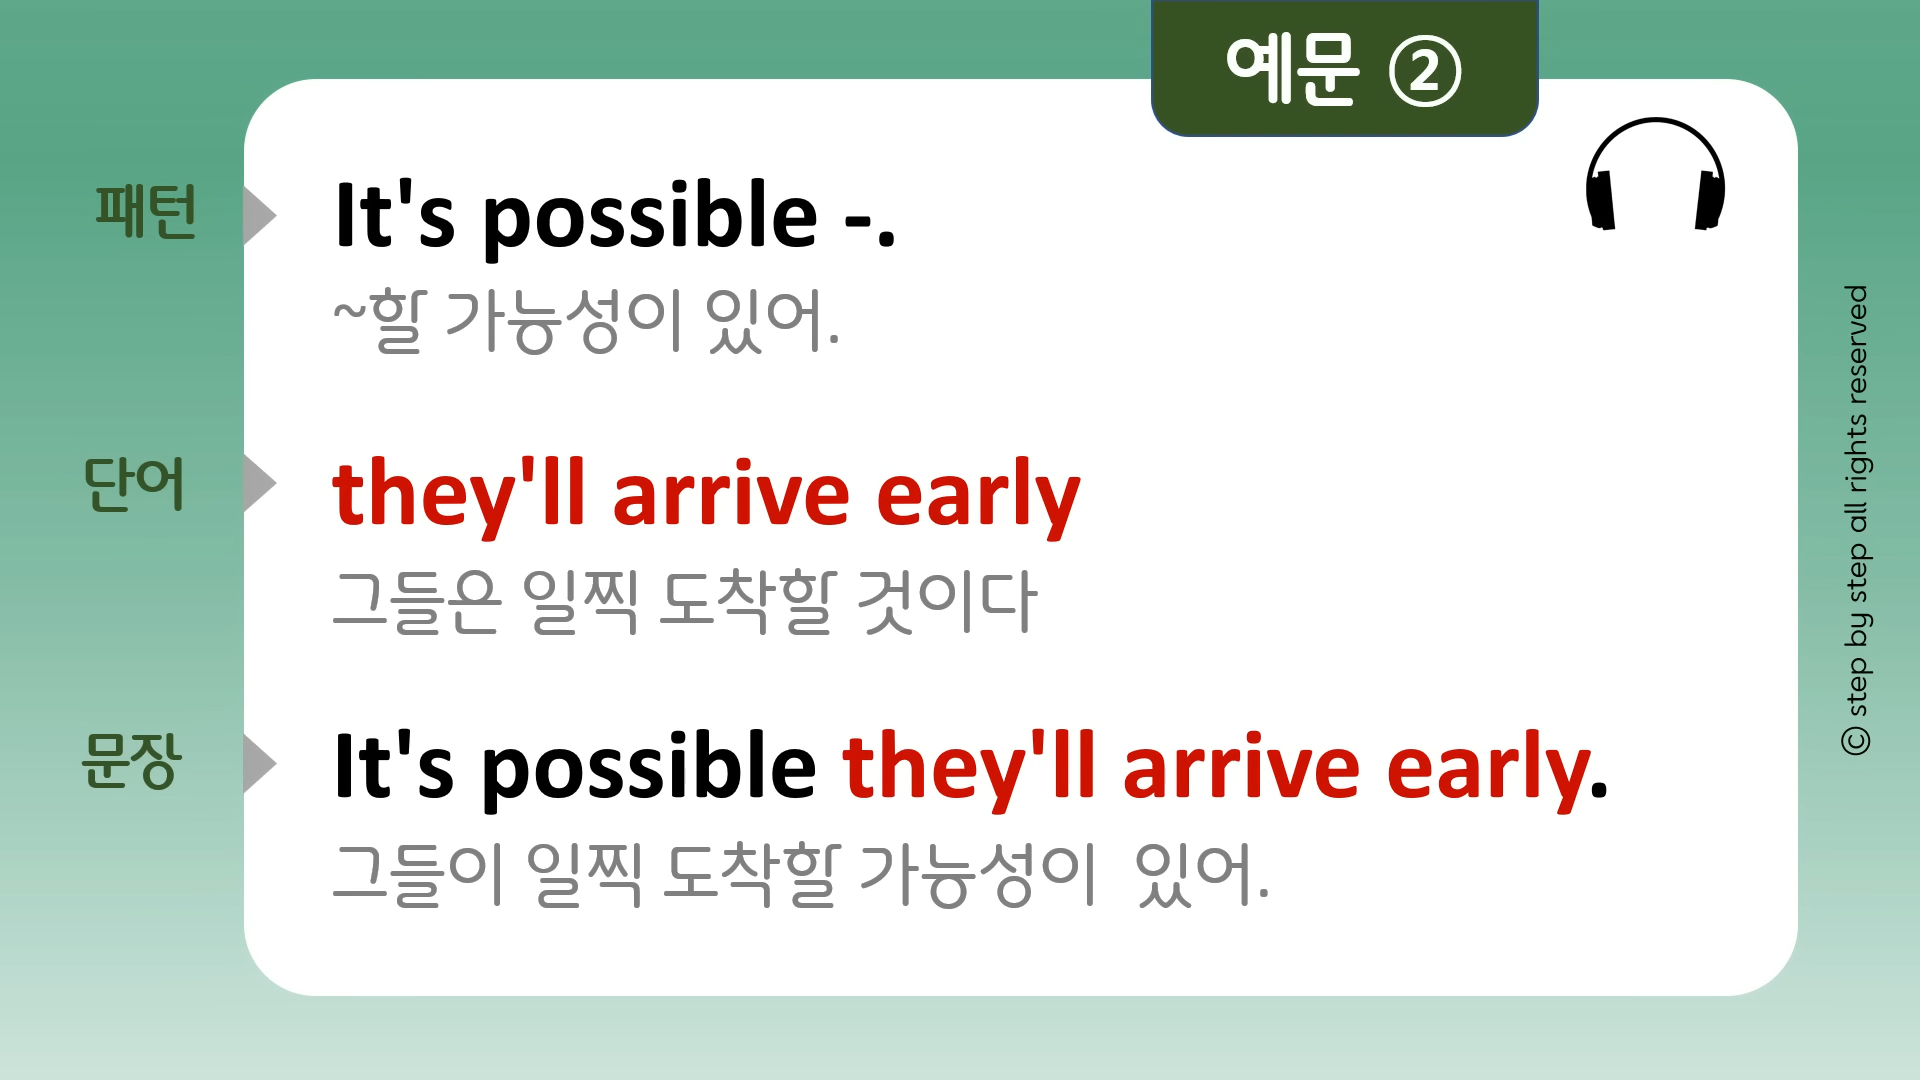 예문 ②
패턴
It's possible -.
~할 가능성이 있어.
단어
they'll arrive early
그들은 일찍 도착할 것이다
문장
It's possible they'll arrive early.
그들이 일찍 도착할 가능성이  있어.
© step by step all rights reserved